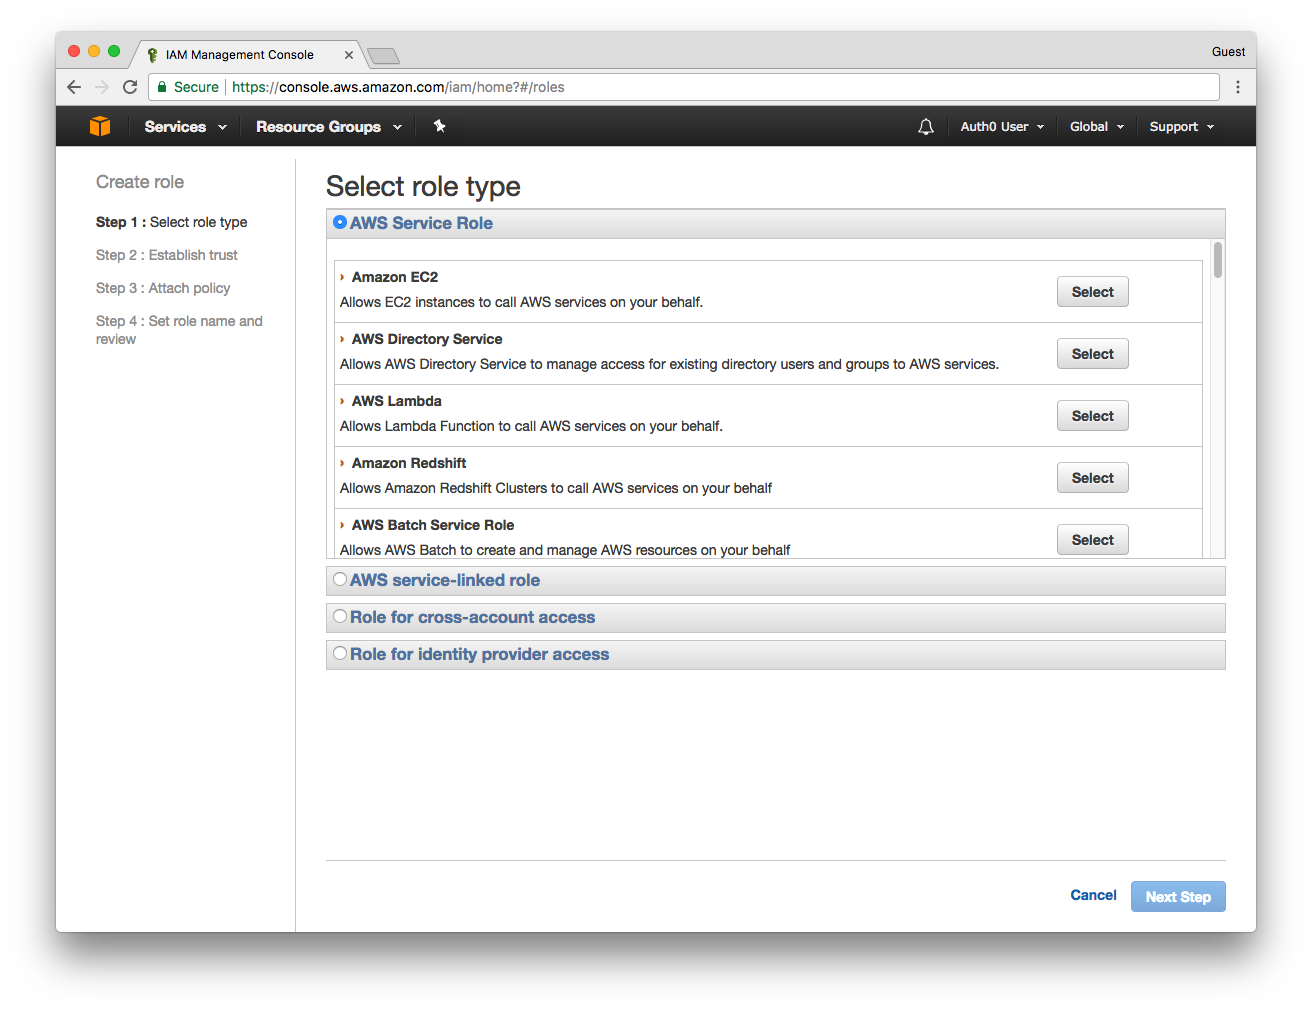 IAM Management Console
Guest
Secure https://console.aws.amazon.com/iam/home?#/roles
Services Resource Groups Auth0 User Global Support
Create role
Step 1 : Select role type
Step 2 : Establish trust
Step 3 : Attach policy
Step 4 : Set role name and
review
Select role type
AWS Service Role
Amazon EC2
Allows EC2 instances to call AWS services on your behalf.
Select
AWS Directory Service
Allows AWS Directory Service to manage access for existing directory users and groups to AWS services.
Select
AWS Lambda
Allows Lambda Function to call AWS services on your behalf.
Select
Amazon Redshift
Allows Amazon Redshift Clusters to call AWS services on your behalf
Select
AWS Batch Service Role
Allows AWS Batch to create and manage AWS resources on your behalf
Select
AWS service-linked role
Role for cross-account access
Role for identity provider access
Cancel
Next Step